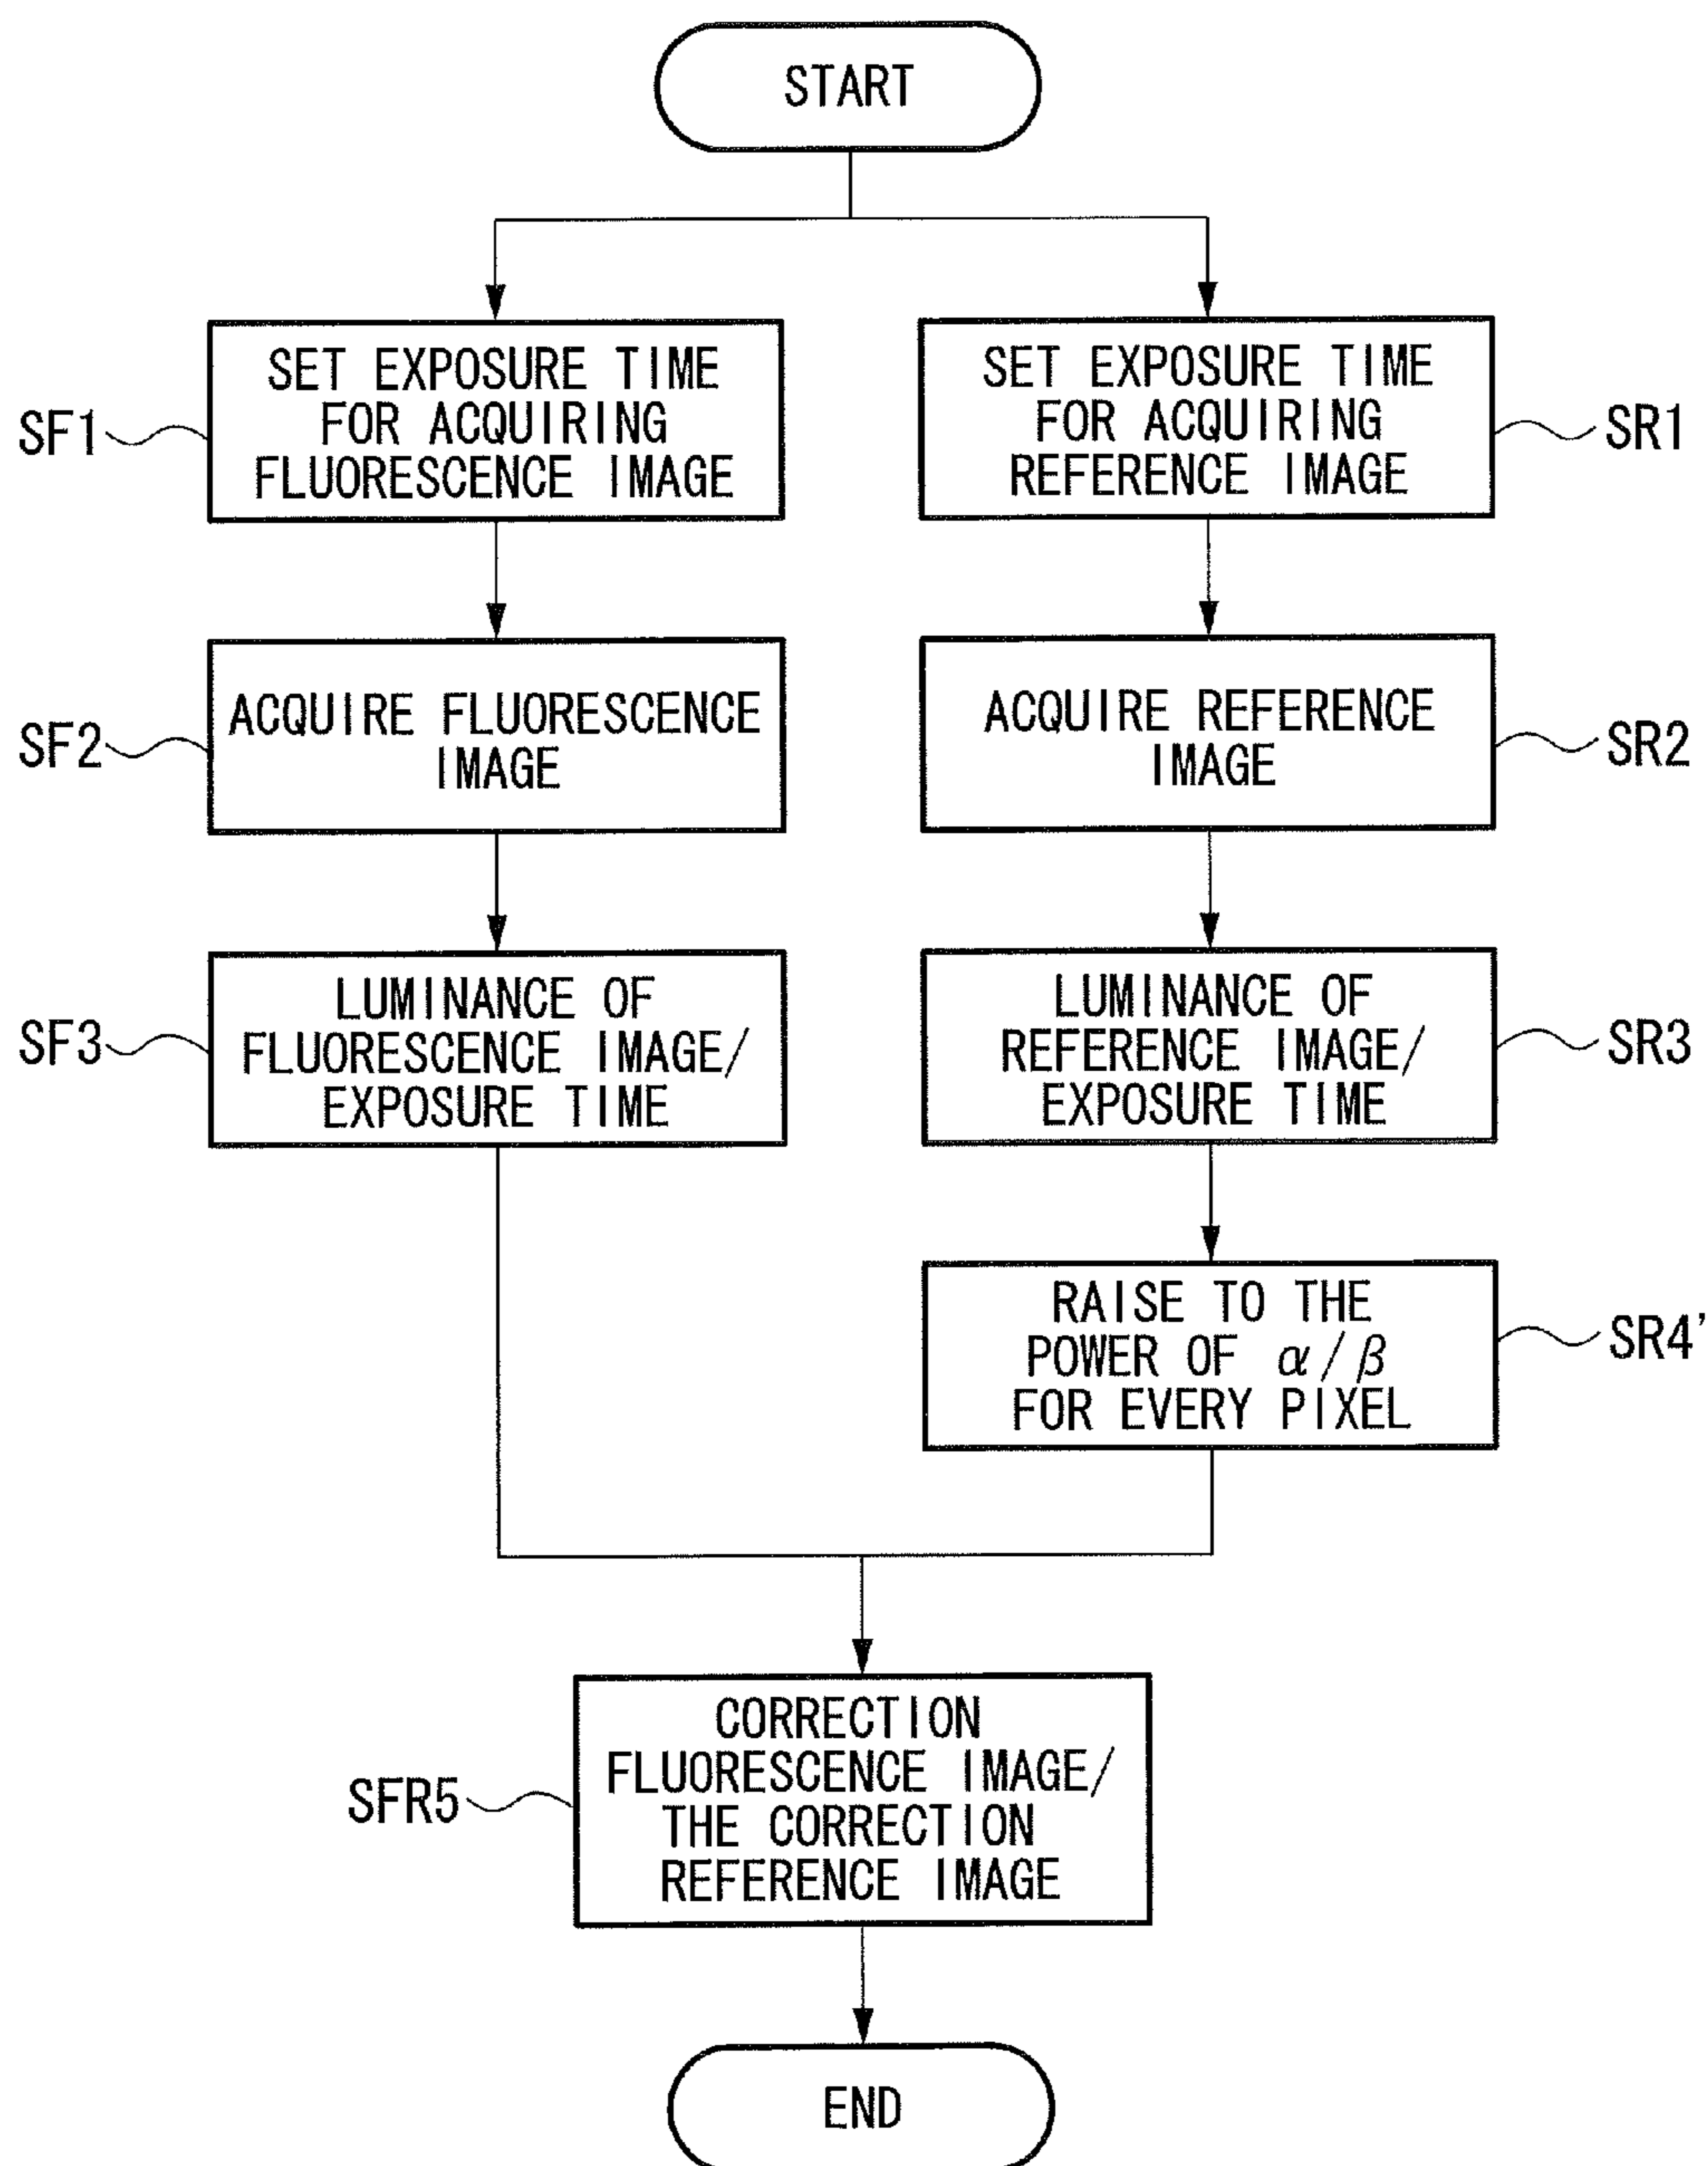 START
SET EXPOSURE TIME
FOR ACQUIRING
FLUORESCENCE IMAGE
SF1
SET EXPOSURE TIME
FOR ACQUIRING
REFERENCE IMAGE
SR1
ACQUIRE FLUORESCENCE
IMAGE
SF2
ACQUIRE REFERENCE
IMAGE
SR2
LUMINANCE OF
FLUORESCENCE IMAGE/
EXPOSURE TIME
SF3
LUMINANCE OF
REFERENCE IMAGE/
EXPOSURE TIME
SR3
RAISE TO THE
POWER OF α/β
FOR EVERY PIXEL
SR4'
CORRECTION
FLUORESCENCE IMAGE/
THE CORRECTION
REFERENCE IMAGE
SFR5
END